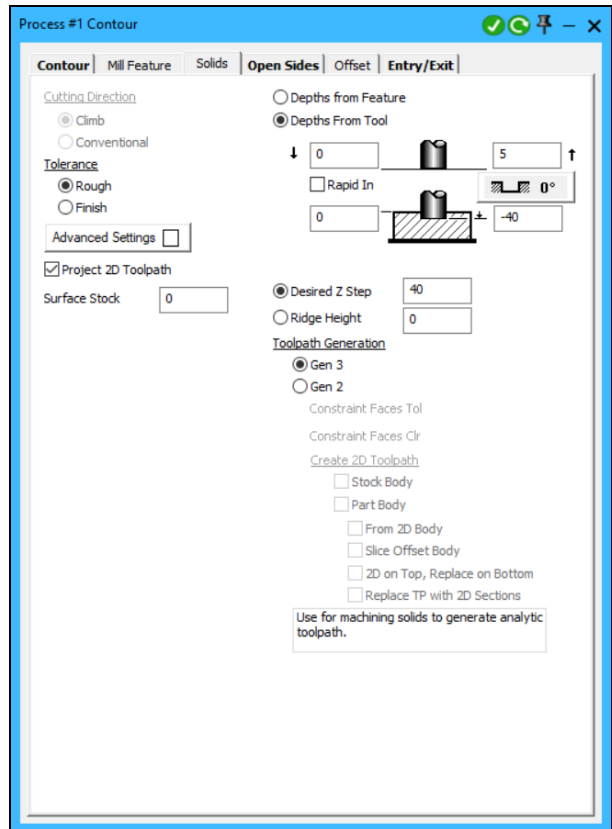 Process #1 Contour
Contour Mill Feature Solids Open Sides Offset Entry/Exit
Cutting Direction
Climb
Conventional
Tolerance
Rough
Finish
Advanced Settings
Project 2D Toolpath
Surface Stock 0
Depths from Feature
Depths From Tool
0 5
Rapid In 0°
0 -40
Desired Z Step 40
Ridge Height 0
Toolpath Generation
Gen 3
Gen 2
Constraint Faces Tol
Constraint Faces Clr
Create 2D Toolpath
Stock Body
Part Body
From 2D Body
Slice Offset Body
2D on Top, Replace on Bottom
Replace TP with 2D Sections
Use for machining solids to generate analytic
toolpath.